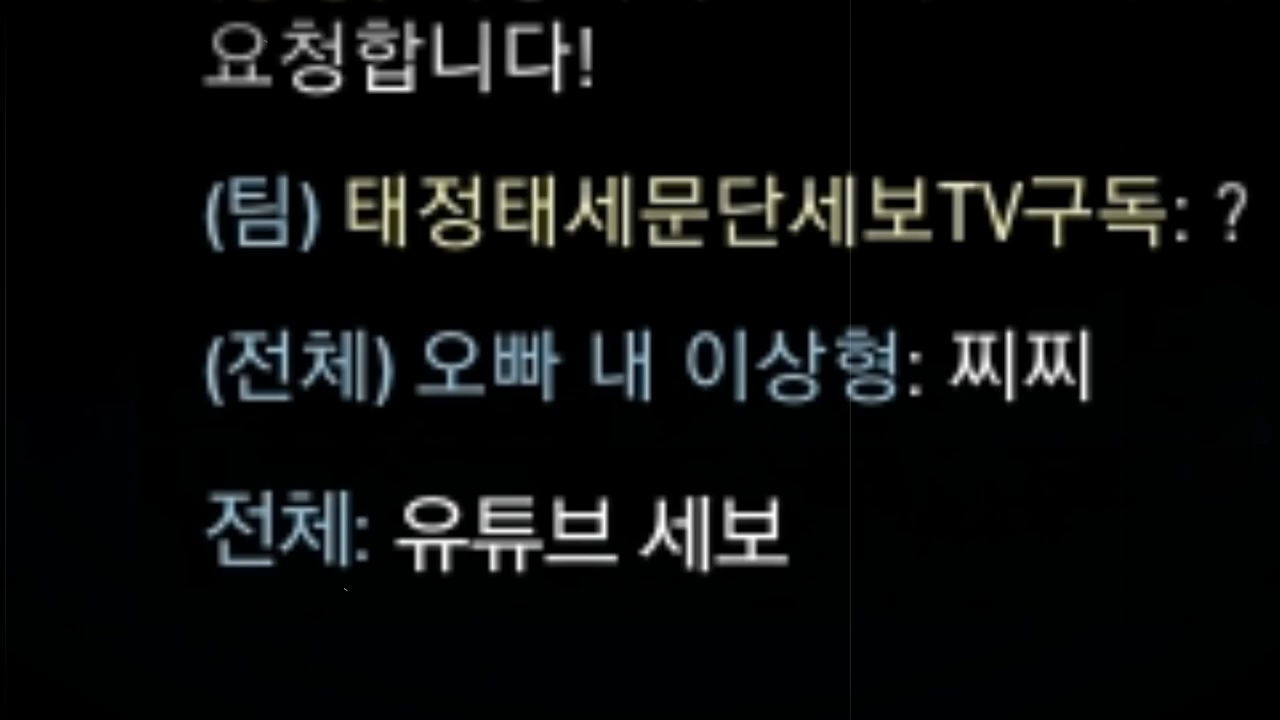 요청합니다!
(팀) 태정태세문단세보TV구독: ?
(전체) 오빠 내 이상형: 찌찌
전체: 유튜브 세보